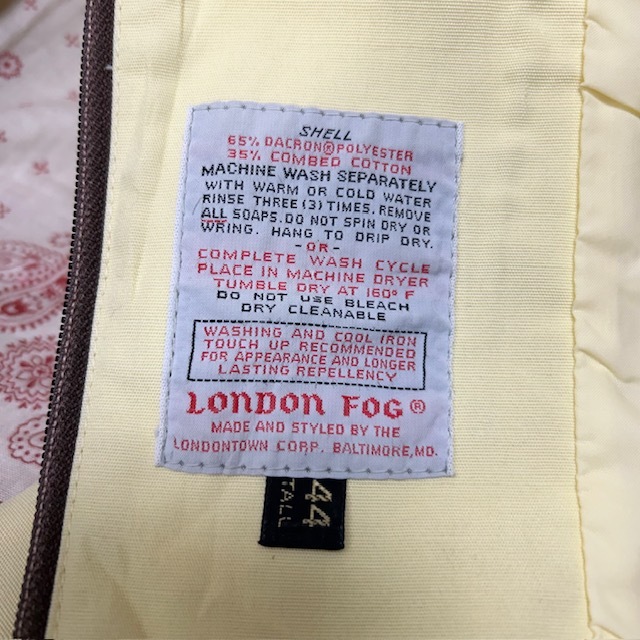 SHELL
65% DACRON® POLYESTER
35% COMBED COTTON
MACHINE WASH SEPARATELY
WITH WARM OR COLD WATER
RINSE THREE (3) TIMES, REMOVE
ALL SOAPS. DO NOT SPIN DRY OR
WRING. HANG TO DRIP DRY.
-OR-
COMPLETE WASH CYCLE
PLACE IN MACHINE DRYER
TUMBLE DRY AT 160° F
DO NOT USE BLEACH
DRY CLEANABLE
WASHING AND COOL IRON
TOUCH UP RECOMMENDED
FOR APPEARANCE AND LONGER
LASTING REPELLENCY
LONDON FOG®
MADE AND STYLED BY THE
LONDONTOWN CORP. BALTIMORE, MD.
44
TALL